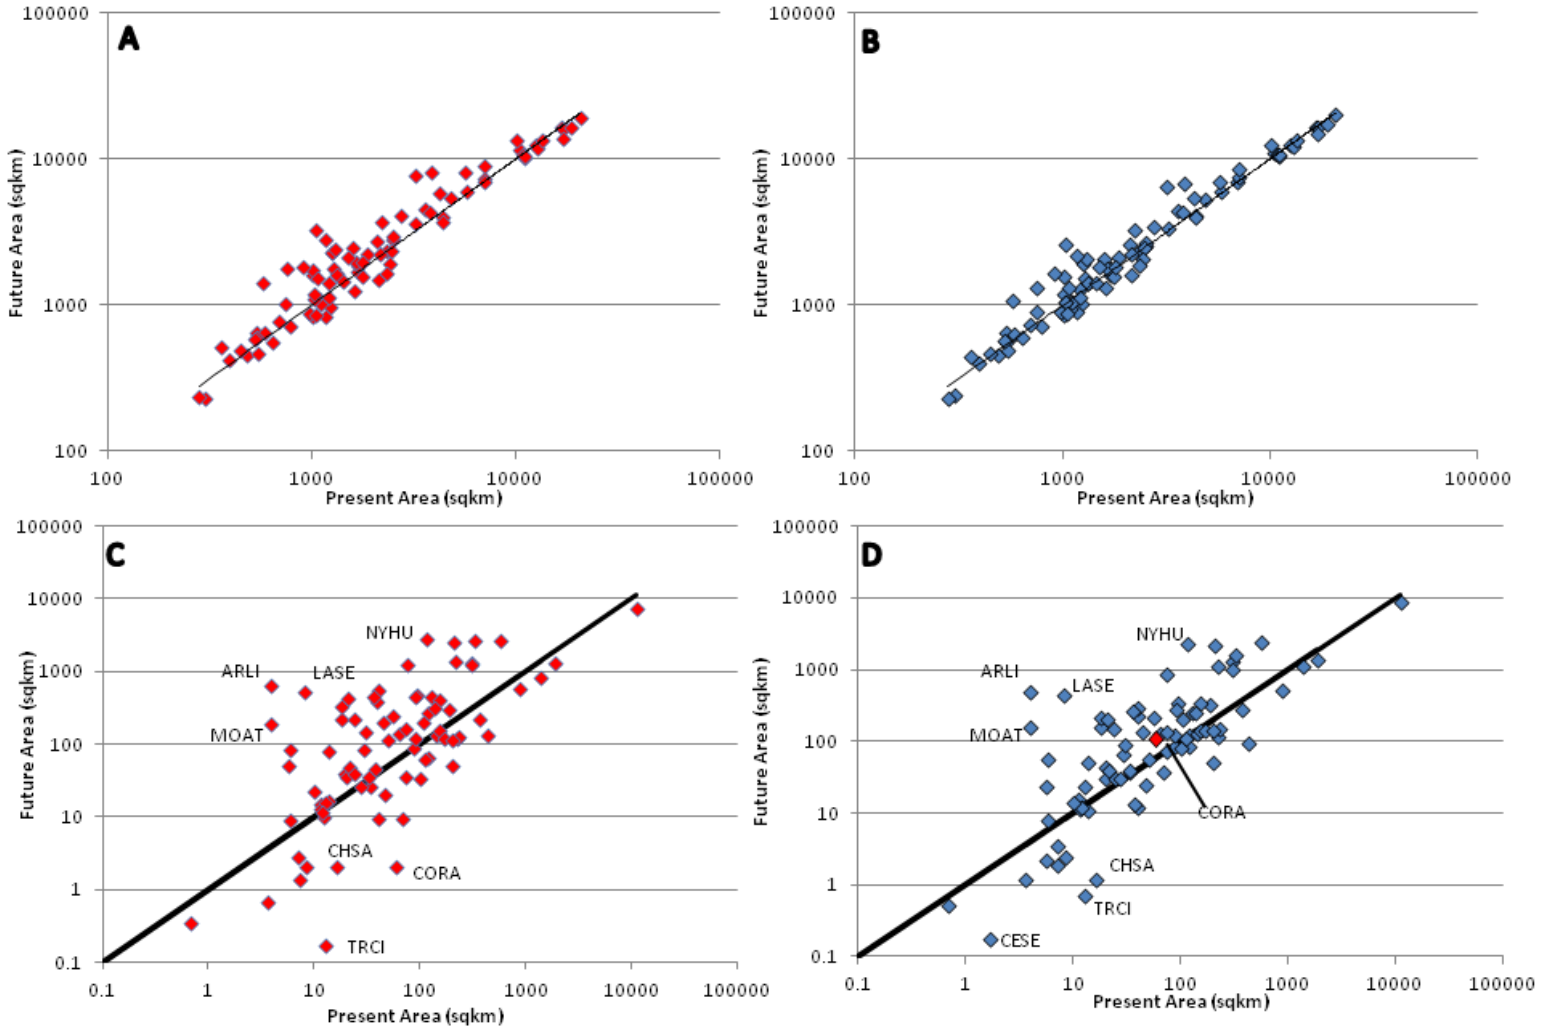 A
100000
10000
1000
100
100
1000
10000
100000
Future Area (sqkm)
Present Area (sqkm)
B
100000
10000
1000
100
100
1000
10000
100000
Future Area (sqkm)
Present Area (sqkm)
C
100000
10000
1000
100
10
1
0.1
0.1
1
10
100
1000
10000
100000
Future Area (sqkm)
Present Area (sqkm)
NYHU
ARLI
LASE
MOAT
CHSA
CORA
TRCI
D
100000
10000
1000
100
10
1
0.1
0.1
1
10
100
1000
10000
100000
Future Area (sqkm)
Present Area (sqkm)
NYHU
ARLI
LASE
MOAT
CORA
CHSA
TRCI
CESE